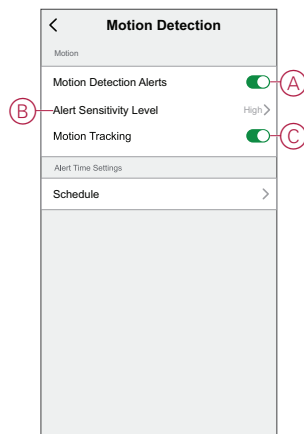 Motion Detection
Motion
Motion Detection Alerts
A
B
Alert Sensitivity Level
High
Motion Tracking
C
Alert Time Settings
Schedule